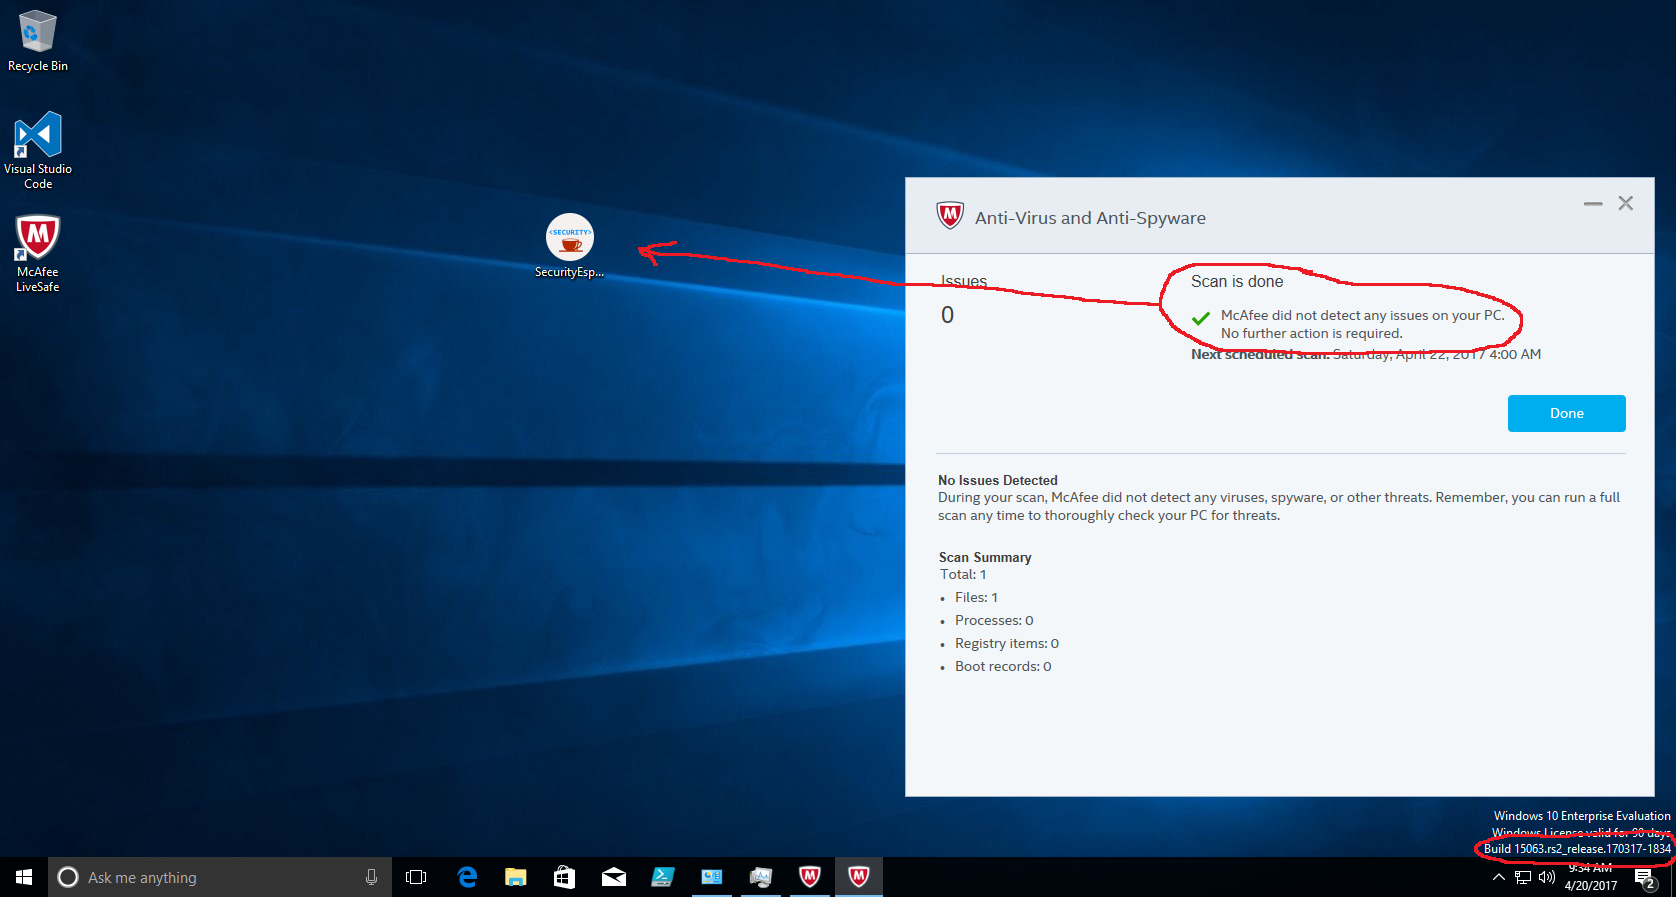 Recycle Bin
Visual Studio
Code
McAfee
LiveSafe
<SECURITY>
SecurityEsp...
Anti-Virus and Anti-Spyware
Issues
0
Scan is done
McAfee did not detect any issues on your PC.
No further action is required.
Next scheduled scan: Saturday, April 22, 2017 4:00 AM
Done
No Issues Detected
During your scan, McAfee did not detect any viruses, spyware, or other threats. Remember, you can run a full
scan any time to thoroughly check your PC for threats.
Scan Summary
Total: 1
• Files: 1
• Processes: 0
• Registry items: 0
• Boot records: 0
Windows 10 Enterprise Evaluation
Windows License valid for 90 days
Build 15063.rs2_release.170317-1834
Ask me anything
9:34 AM
4/20/2017
2